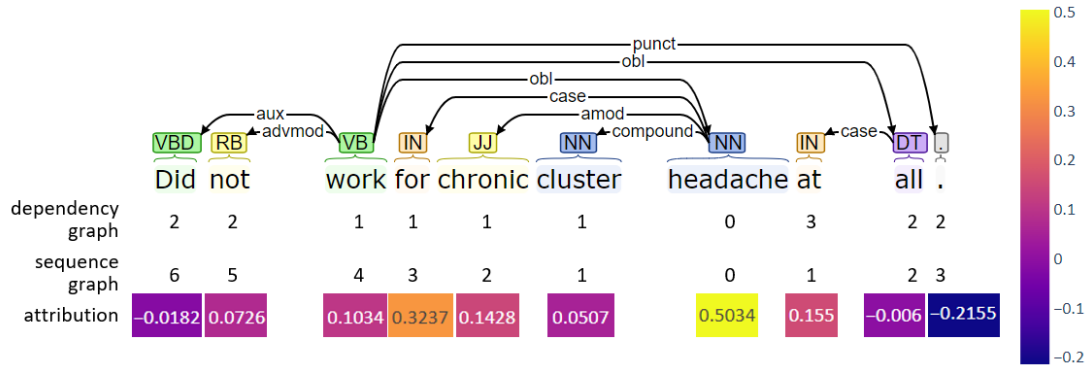 punct
obl
obl
case
aux amod
advmod compound case
VBD RB VB IN JJ NN NN IN DT .
Did not work for chronic cluster headache at all .
dependency graph 2 2 1 1 1 1 0 3 2 2
sequence graph 6 5 4 3 2 1 0 1 2 3
attribution −0.0182 0.0726 0.1034 0.3237 0.1428 0.0507 0.5034 0.155 −0.006 −0.2155
0.5
0.4
0.3
0.2
0.1
0
−0.1
−0.2